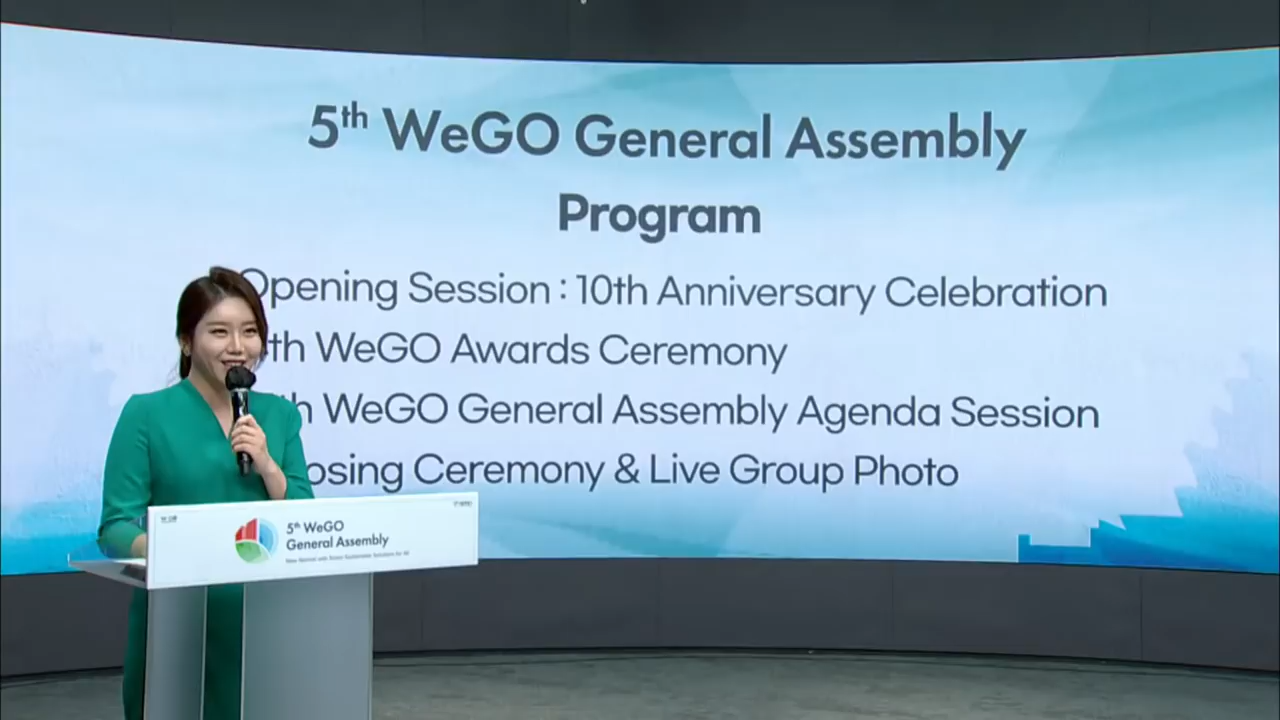 5th WeGO General Assembly
Program
Opening Session : 10th Anniversary Celebration
th WeGO Awards Ceremony
h WeGO General Assembly Agenda Session
osing Ceremony & Live Group Photo
5th WeGO
General Assembly